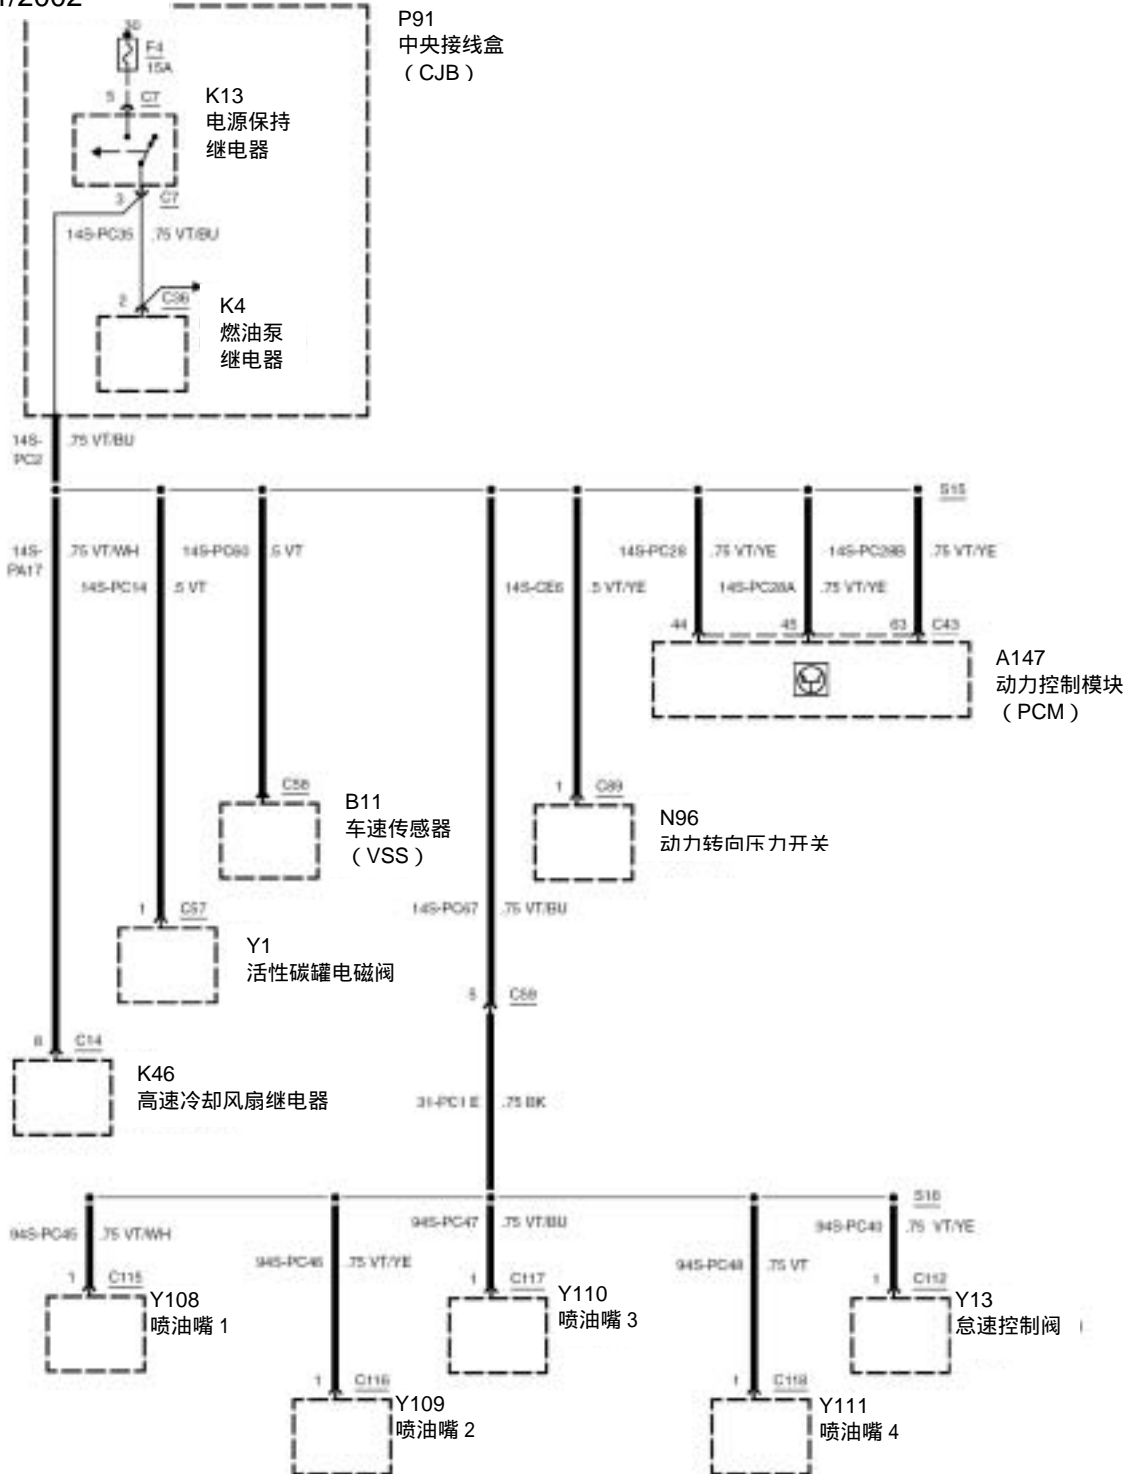 /2002
P91
中央接线盒
（CJB）
30
F4
15A
5 C7
K13
电源保持
继电器
3 C7
14S-PC35 .75 VT/BU
2 C36
K4
燃油泵
继电器
14S-
PC2
.75 VT/BU
S15
14S-
PA17
.75 VT/WH
14S-PC14 .5 VT
14S-PC60 .5 VT
14S-CE6 .5 VT/YE
14S-PC28 .75 VT/YE
14S-PC28A .75 VT/YE
14S-PC28B .75 VT/YE
44 45 63 C43
A147
动力控制模块
（PCM）
C58
B11
车速传感器
（VSS）
1 C89
N96
动力转向压力开关
14S-PC67 .75 VT/BU
1 C57
Y1
活性碳罐电磁阀
5 C59
8 C14
K46
高速冷却风扇继电器
31-PC1 E .75 BK
S16
94S-PC45 .75 VT/WH
94S-PC46 .75 VT/YE
94S-PC47 .75 VT/BU
94S-PC48 .75 VT
94S-PC40 .75 VT/YE
1 C115
Y108
喷油嘴 1
1 C117
Y110
喷油嘴 3
1 C112
Y13
怠速控制阀
1 C116
Y109
喷油嘴 2
1 C118
Y111
喷油嘴 4